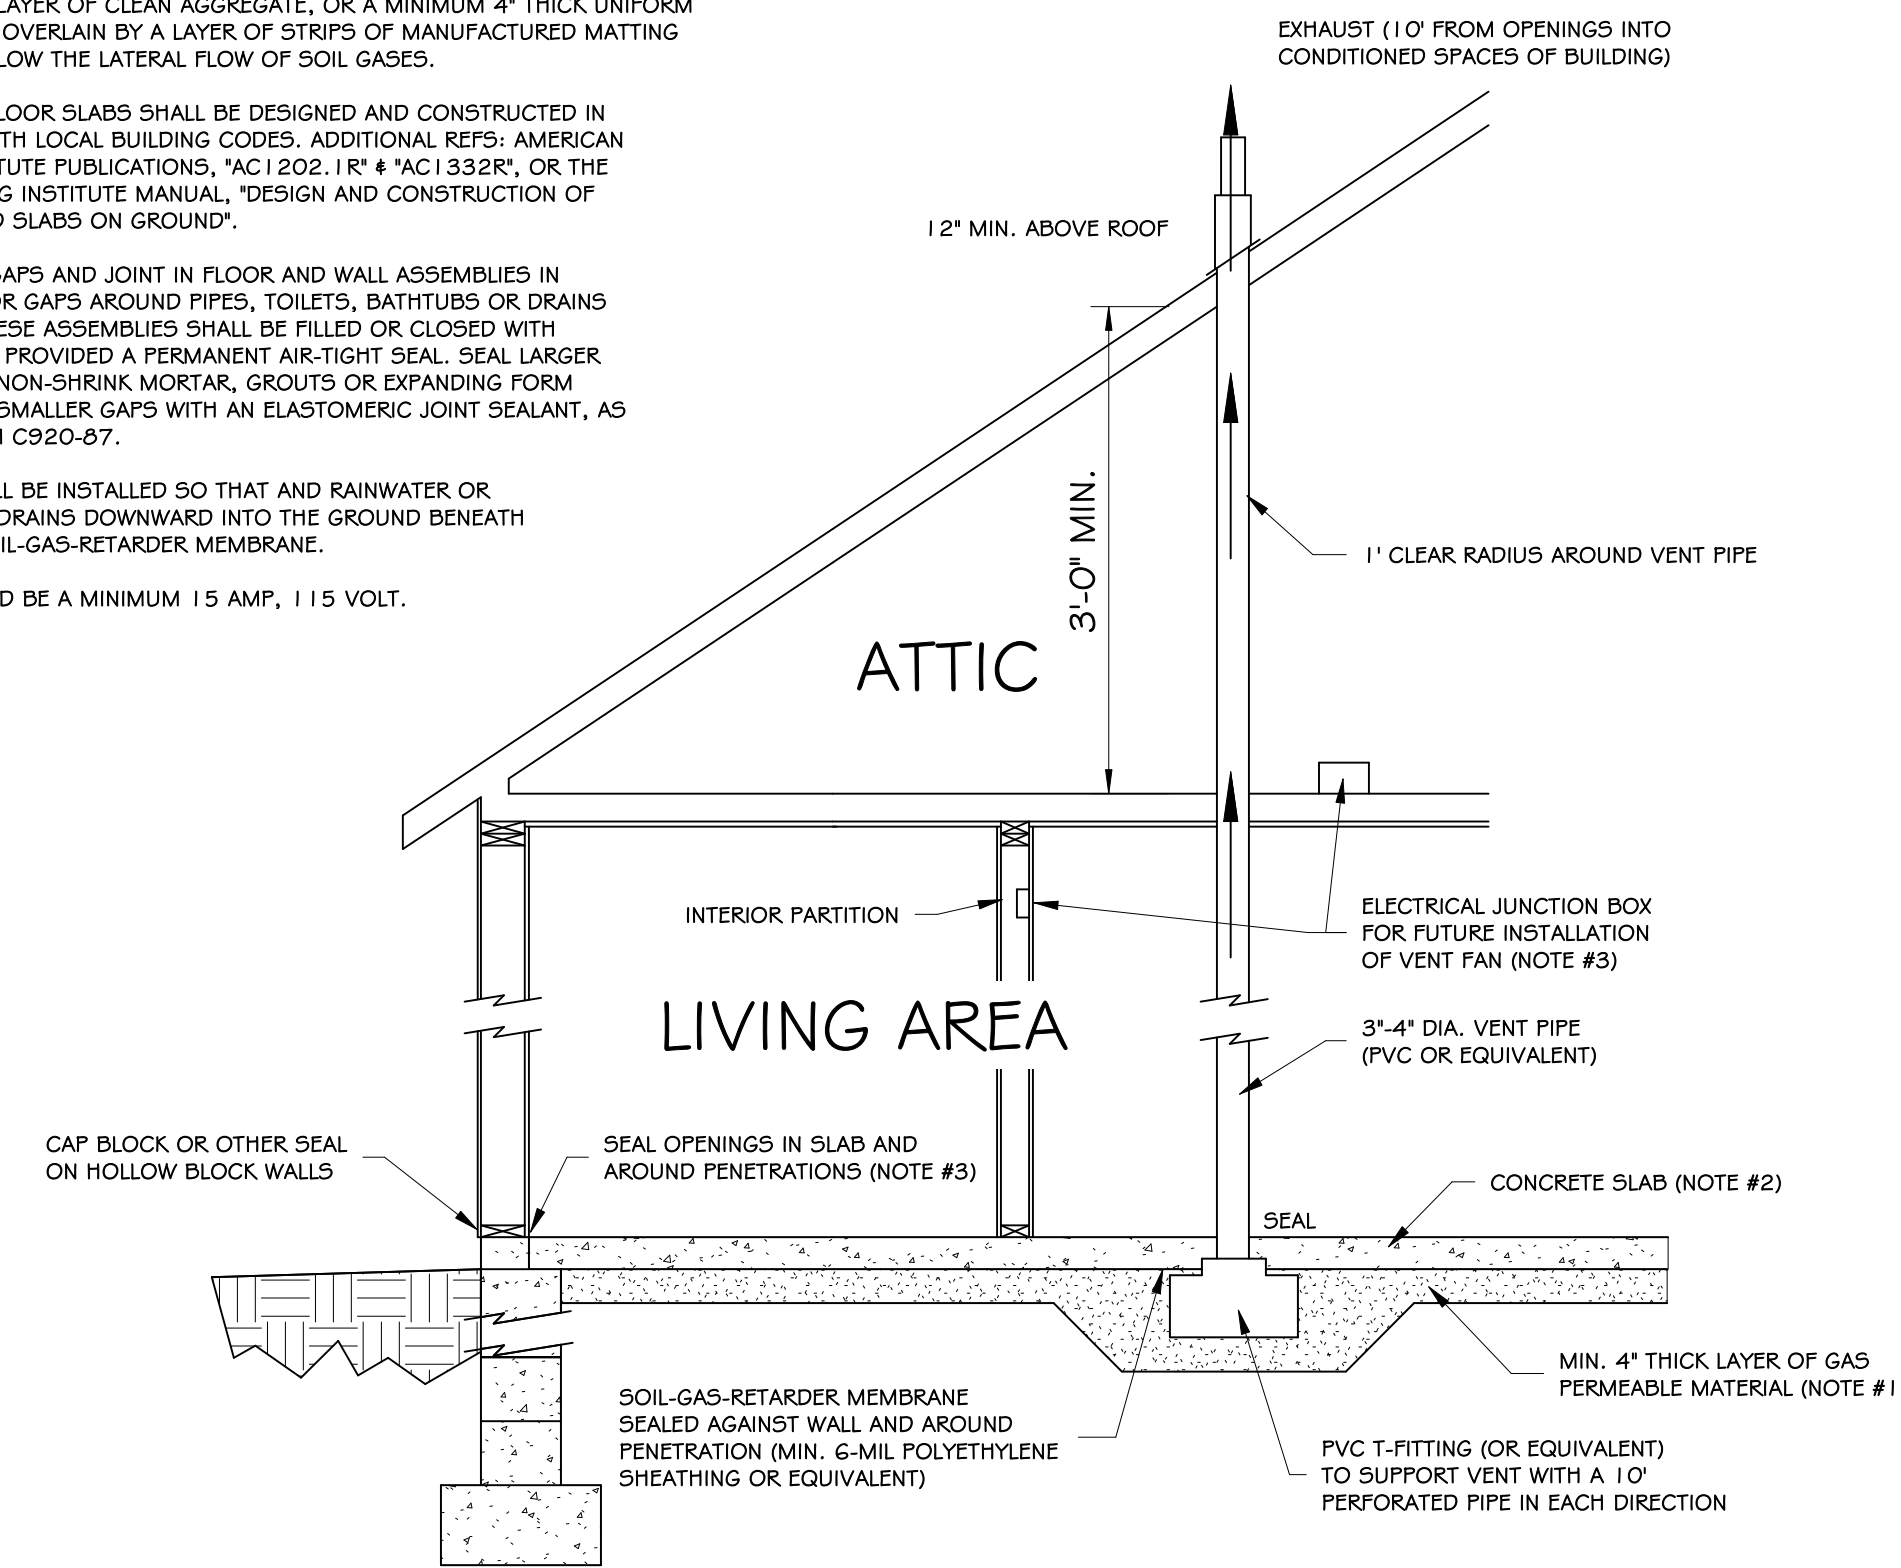 LAYER OF CLEAN AGGREGATE, OR A MINIMUM 4" THICK UNIFORM
OVERLAIN BY A LAYER OF STRIPS OF MANUFACTURED MATTING
LOW THE LATERAL FLOW OF SOIL GASES.
LOOR SLABS SHALL BE DESIGNED AND CONSTRUCTED IN
TH LOCAL BUILDING CODES. ADDITIONAL REFS: AMERICAN
TUTE PUBLICATIONS, "AC1202.1R" & "AC1332R", OR THE
G INSTITUTE MANUAL, "DESIGN AND CONSTRUCTION OF
D SLABS ON GROUND".
GAPS AND JOINT IN FLOOR AND WALL ASSEMBLIES IN
OR GAPS AROUND PIPES, TOILETS, BATHTUBS OR DRAINS
ESE ASSEMBLIES SHALL BE FILLED OR CLOSED WITH
PROVIDED A PERMANENT AIR-TIGHT SEAL. SEAL LARGER
NON-SHRINK MORTAR, GROUTS OR EXPANDING FORM
SMALLER GAPS WITH AN ELASTOMERIC JOINT SEALANT, AS
C920-87.
LL BE INSTALLED SO THAT AND RAINWATER OR
DRAINS DOWNWARD INTO THE GROUND BENEATH
IL-GAS-RETARDER MEMBRANE.
D BE A MINIMUM 15 AMP, 115 VOLT.
EXHAUST (10' FROM OPENINGS INTO
CONDITIONED SPACES OF BUILDING)
12" MIN. ABOVE ROOF
3'-0" MIN.
1' CLEAR RADIUS AROUND VENT PIPE
ATTIC
INTERIOR PARTITION
ELECTRICAL JUNCTION BOX
FOR FUTURE INSTALLATION
OF VENT FAN (NOTE #3)
LIVING AREA
3"-4" DIA. VENT PIPE
(PVC OR EQUIVALENT)
CAP BLOCK OR OTHER SEAL
ON HOLLOW BLOCK WALLS
SEAL OPENINGS IN SLAB AND
AROUND PENETRATIONS (NOTE #3)
CONCRETE SLAB (NOTE #2)
SEAL
MIN. 4" THICK LAYER OF GAS
PERMEABLE MATERIAL (NOTE #1
SOIL-GAS-RETARDER MEMBRANE
SEALED AGAINST WALL AND AROUND
PENETRATION (MIN. 6-MIL POLYETHYLENE
SHEATHING OR EQUIVALENT)
PVC T-FITTING (OR EQUIVALENT)
TO SUPPORT VENT WITH A 10'
PERFORATED PIPE IN EACH DIRECTION